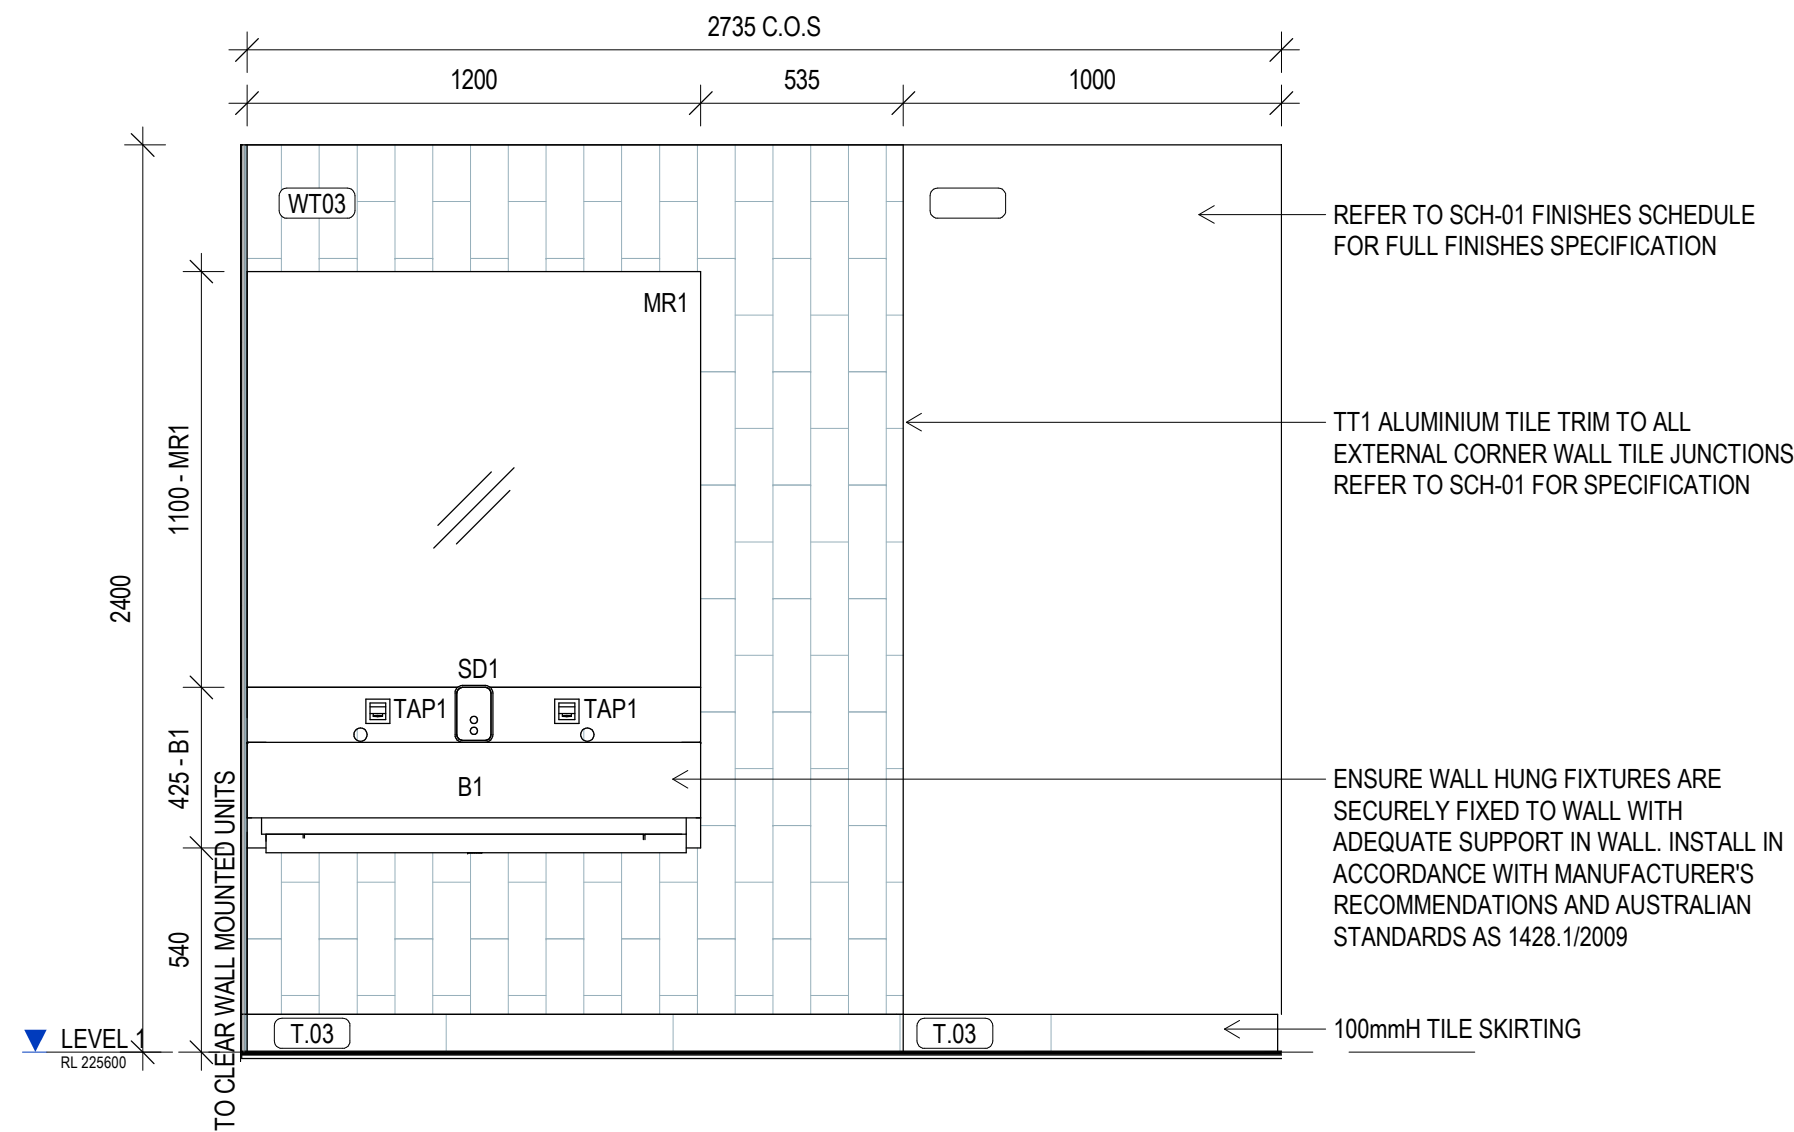 2735 C.O.S
1200
535
1000
WT03
REFER TO SCH-01 FINISHES SCHEDULE
FOR FULL FINISHES SPECIFICATION
MR1
TT1 ALUMINIUM TILE TRIM TO ALL
EXTERNAL CORNER WALL TILE JUNCTIONS
REFER TO SCH-01 FOR SPECIFICATION
1100 - MR1
2400
SD1
TAP1
TAP1
425 - B1
B1
ENSURE WALL HUNG FIXTURES ARE
SECURELY FIXED TO WALL WITH
ADEQUATE SUPPORT IN WALL. INSTALL IN
ACCORDANCE WITH MANUFACTURER'S
RECOMMENDATIONS AND AUSTRALIAN
STANDARDS AS 1428.1/2009
540
TO CLEAR WALL MOUNTED UNITS
LEVEL 1
RL 225600
T.03
T.03
100mmH TILE SKIRTING